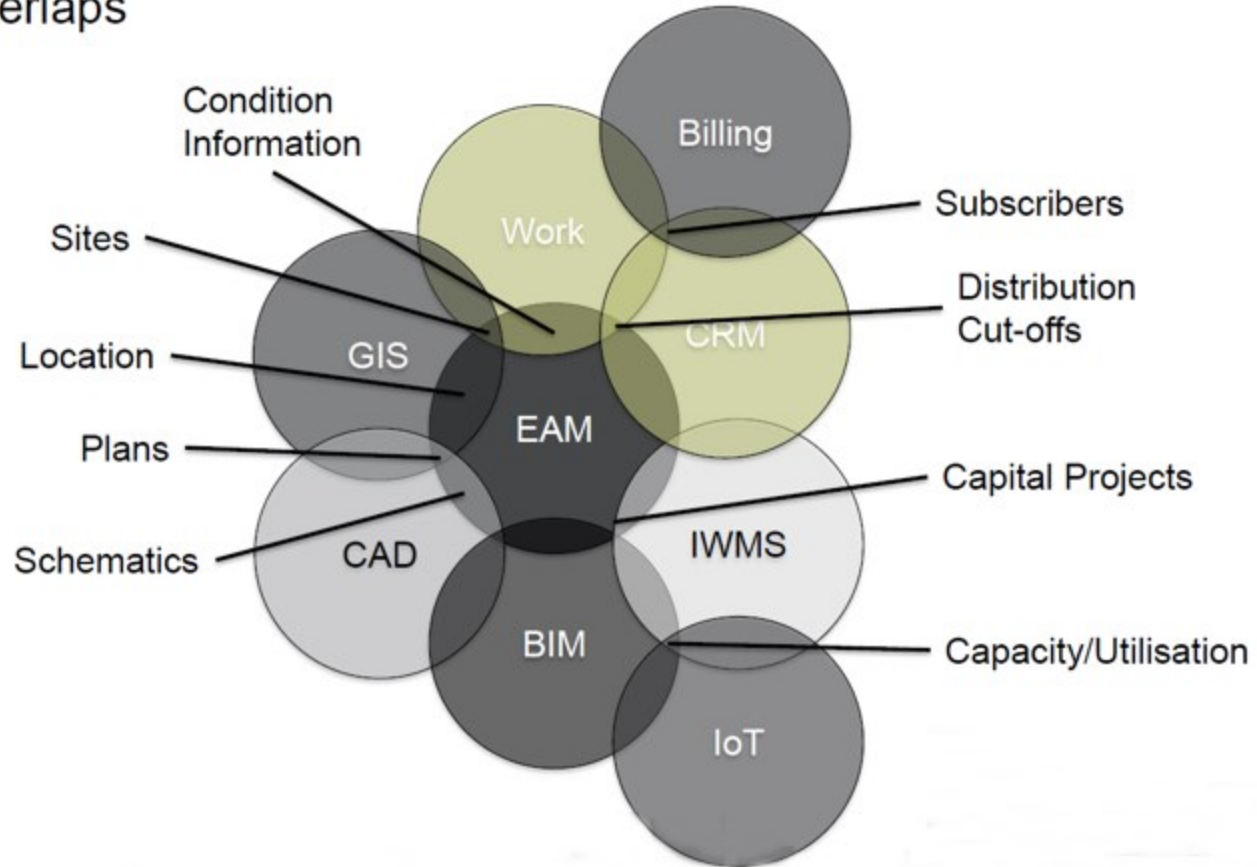 erlaps
Condition
Information
Billing
Subscribers
Work
Sites
Distribution
Cut-offs
CRM
Location
GIS
EAM
Plans
Capital Projects
Schematics
CAD
IWMS
BIM
Capacity/Utilisation
IoT